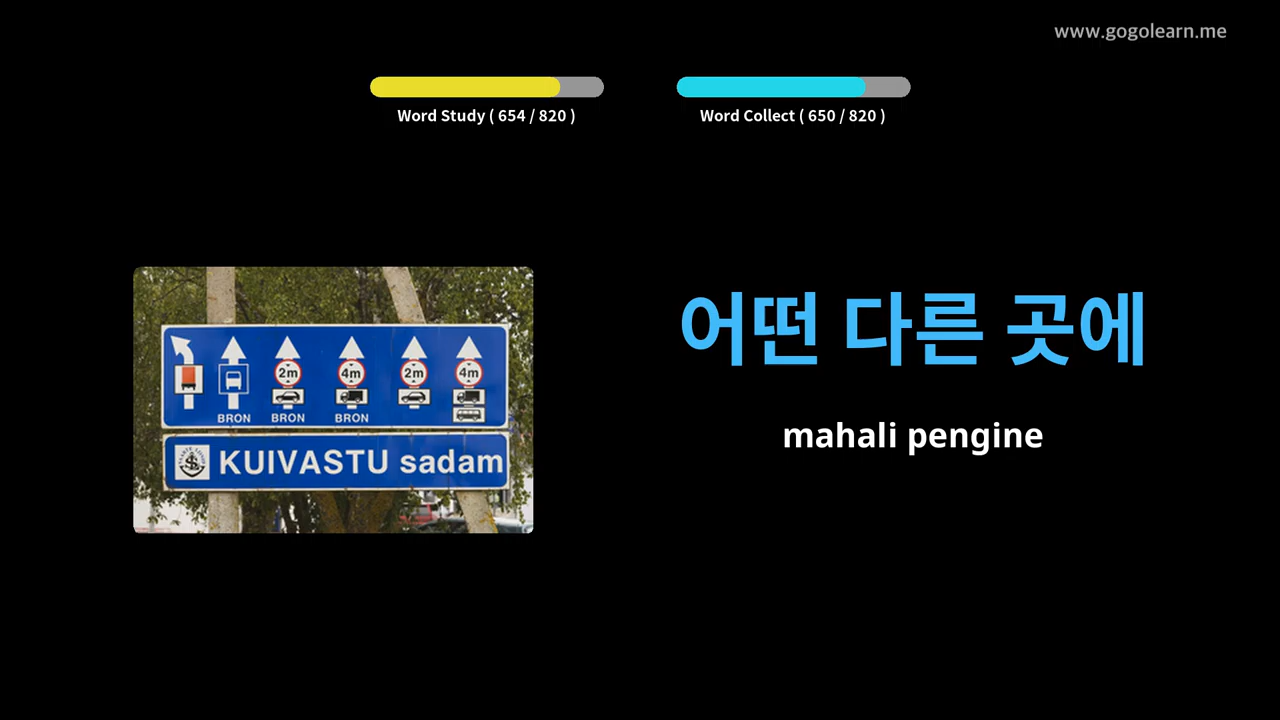 www.gogolearn.me
Word Study ( 654 / 820 )
Word Collect ( 650 / 820 )
어떤 다른 곳에
mahali pengine
2m 4m 2m 4m
BRON BRON BRON
KUIVASTU sadam